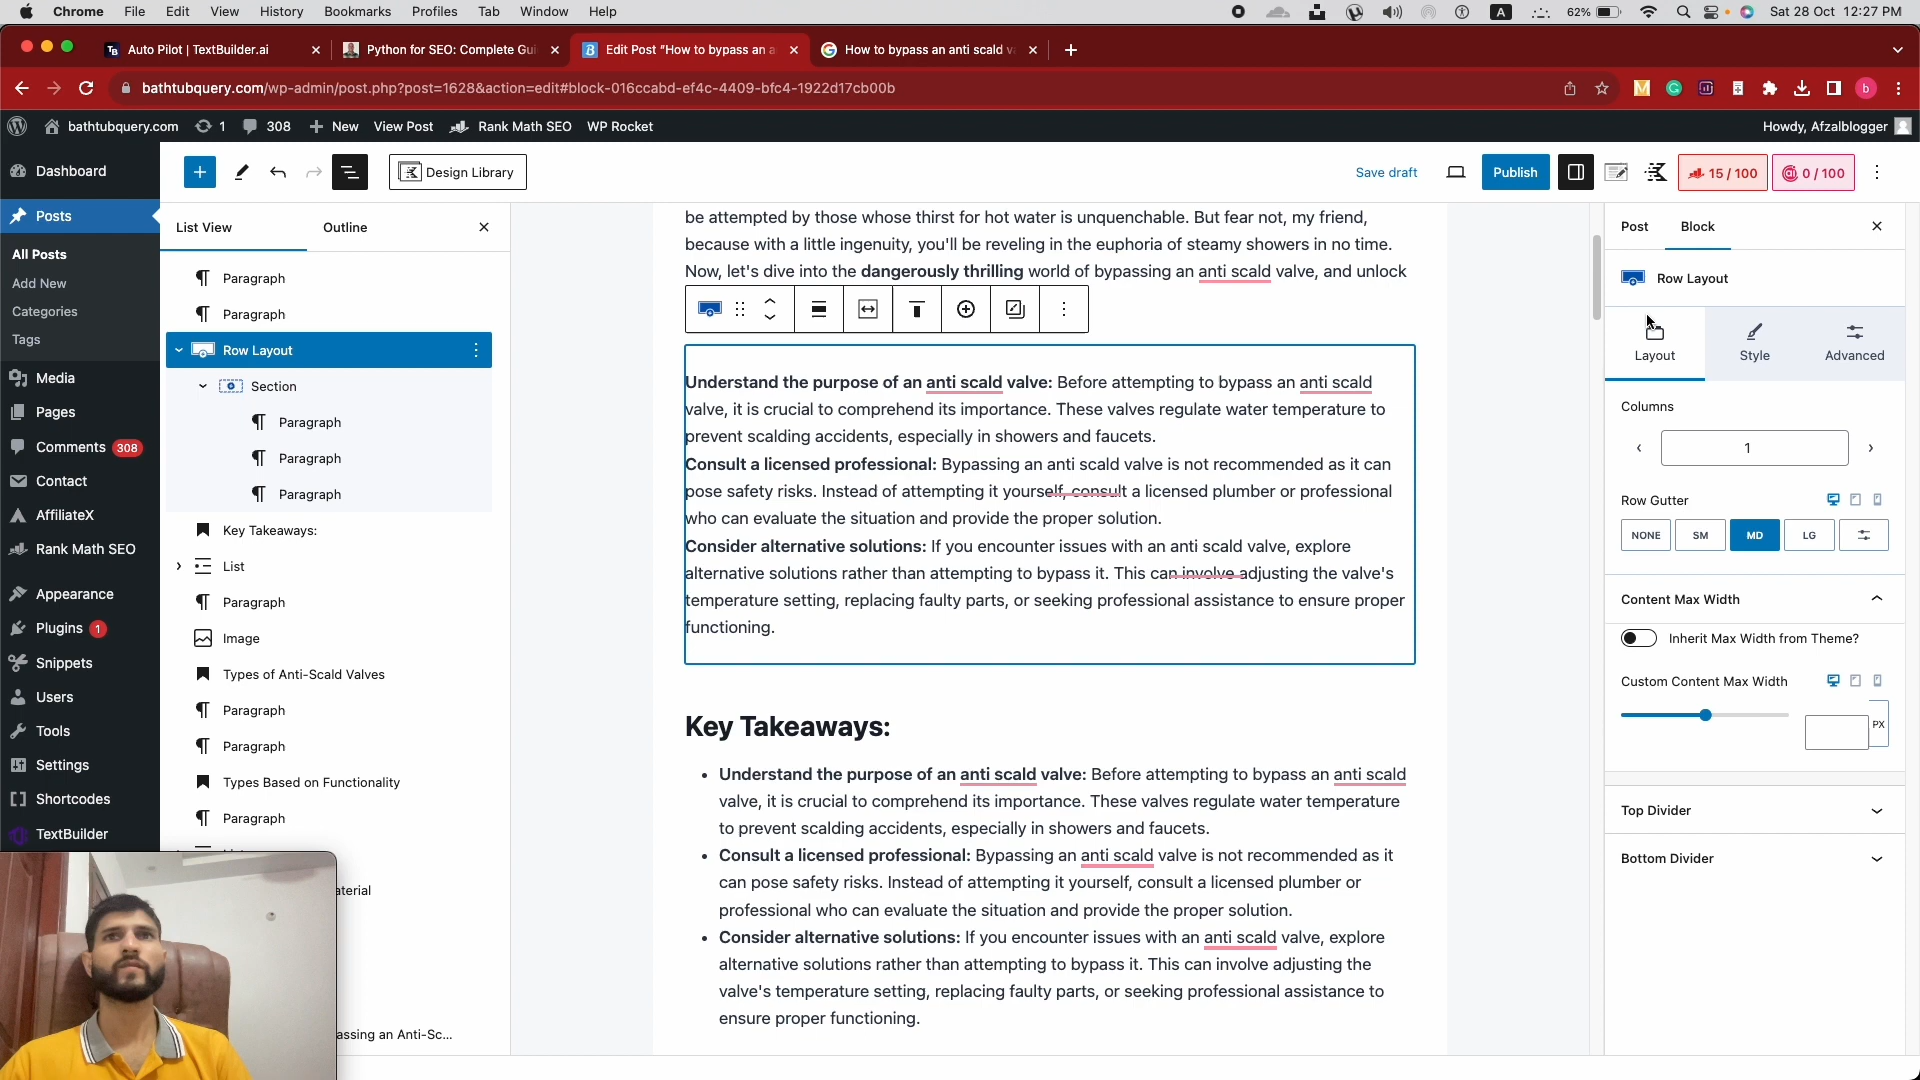 Chrome File Edit View History Bookmarks Profiles Tab Window Help
A 62% Sat 28 Oct 12:27 PM
Auto Pilot | TextBuilder.ai
Python for SEO: Complete Gui
Edit Post "How to bypass an a
How to bypass an anti scald v
bathtubquery.com/wp-admin/post.php?post=1628&action=edit#block-016ccabd-ef4c-4409-bfc4-1922d17cb00b
bathtubquery.com 1 308 New View Post Rank Math SEO WP Rocket
Howdy, Afzalblogger
Dashboard
Posts
All Posts
Add New
Categories
Tags
Media
Pages
Comments 308
Contact
AffiliateX
Rank Math SEO
Appearance
Plugins 1
Snippets
Users
Tools
Settings
Shortcodes
TextBuilder
Design Library
Save draft
Publish
15 / 100
0 / 100
List View
Outline
Paragraph
Paragraph
Row Layout
Section
Paragraph
Paragraph
Paragraph
Key Takeaways:
List
Paragraph
Image
Types of Anti-Scald Valves
Paragraph
Paragraph
Types Based on Functionality
Paragraph
aterial
assing an Anti-Sc...
be attempted by those whose thirst for hot water is unquenchable. But fear not, my friend,
because with a little ingenuity, you'll be reveling in the euphoria of steamy showers in no time.
Now, let's dive into the dangerously thrilling world of bypassing an anti scald valve, and unlock
Understand the purpose of an anti scald valve: Before attempting to bypass an anti scald
valve, it is crucial to comprehend its importance. These valves regulate water temperature to
prevent scalding accidents, especially in showers and faucets.
Consult a licensed professional: Bypassing an anti scald valve is not recommended as it can
pose safety risks. Instead of attempting it yourself, consult a licensed plumber or professional
who can evaluate the situation and provide the proper solution.
Consider alternative solutions: If you encounter issues with an anti scald valve, explore
alternative solutions rather than attempting to bypass it. This can involve adjusting the valve's
temperature setting, replacing faulty parts, or seeking professional assistance to ensure proper
functioning.
Key Takeaways:
• Understand the purpose of an anti scald valve: Before attempting to bypass an anti scald
valve, it is crucial to comprehend its importance. These valves regulate water temperature
to prevent scalding accidents, especially in showers and faucets.
• Consult a licensed professional: Bypassing an anti scald valve is not recommended as it
can pose safety risks. Instead of attempting it yourself, consult a licensed plumber or
professional who can evaluate the situation and provide the proper solution.
• Consider alternative solutions: If you encounter issues with an anti scald valve, explore
alternative solutions rather than attempting to bypass it. This can involve adjusting the
valve's temperature setting, replacing faulty parts, or seeking professional assistance to
ensure proper functioning.
Post
Block
Row Layout
Layout
Style
Advanced
Columns
1
Row Gutter
NONE SM MD LG
Content Max Width
Inherit Max Width from Theme?
Custom Content Max Width
PX
Top Divider
Bottom Divider